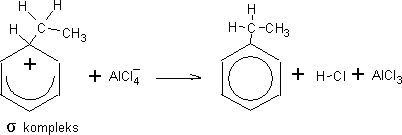 H H
C
H CH₃
+
+ AlCl₄⁻
σ kompleks
H
H-C-CH₃
+ H-Cl + AlCl₃